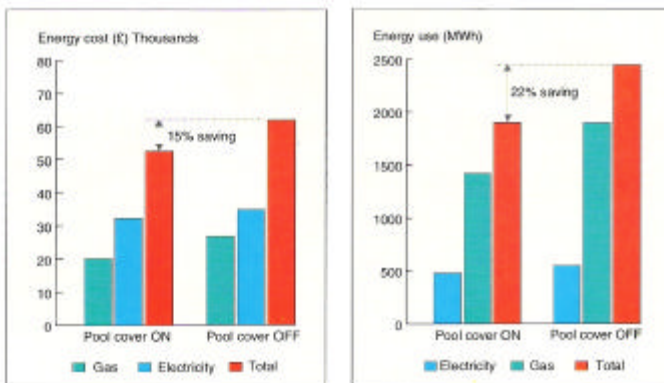 Energy cost (£) Thousands
80
70
60
50
40
30
20
10
0
15% saving
Pool cover ON Pool cover OFF
Gas Electricity Total
Energy use (MWh)
2500
2000
1500
1000
500
0
22% saving
Pool cover ON Pool cover OFF
Electricity Gas Total